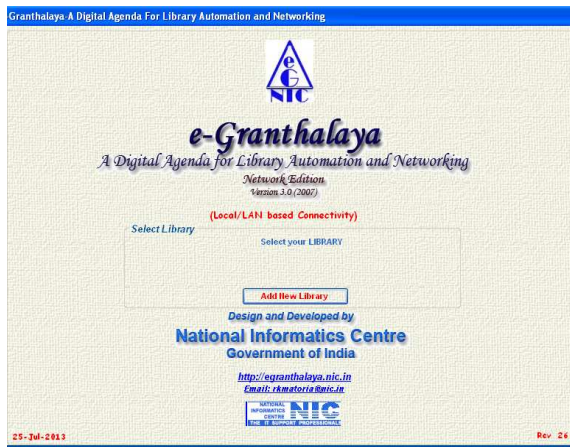 Granthalaya-A Digital Agenda For Library Automation and Networking
e G
NIC
e-Granthalaya
A Digital Agenda for Library Automation and Networking
Network Edition
Version 3.0 (2007)
(Local/LAN based Connectivity)
Select Library
Select your LIBRARY
Add New Library
Design and Developed by
National Informatics Centre
Government of India
http://egranthalaya.nic.in
Email: rkmatoria@nic.in
NATIONAL
INFORMATICS
CENTRE
NIC
THE IT SUPPORT PROFESSIONALS
25-Jul-2013
Rev 26